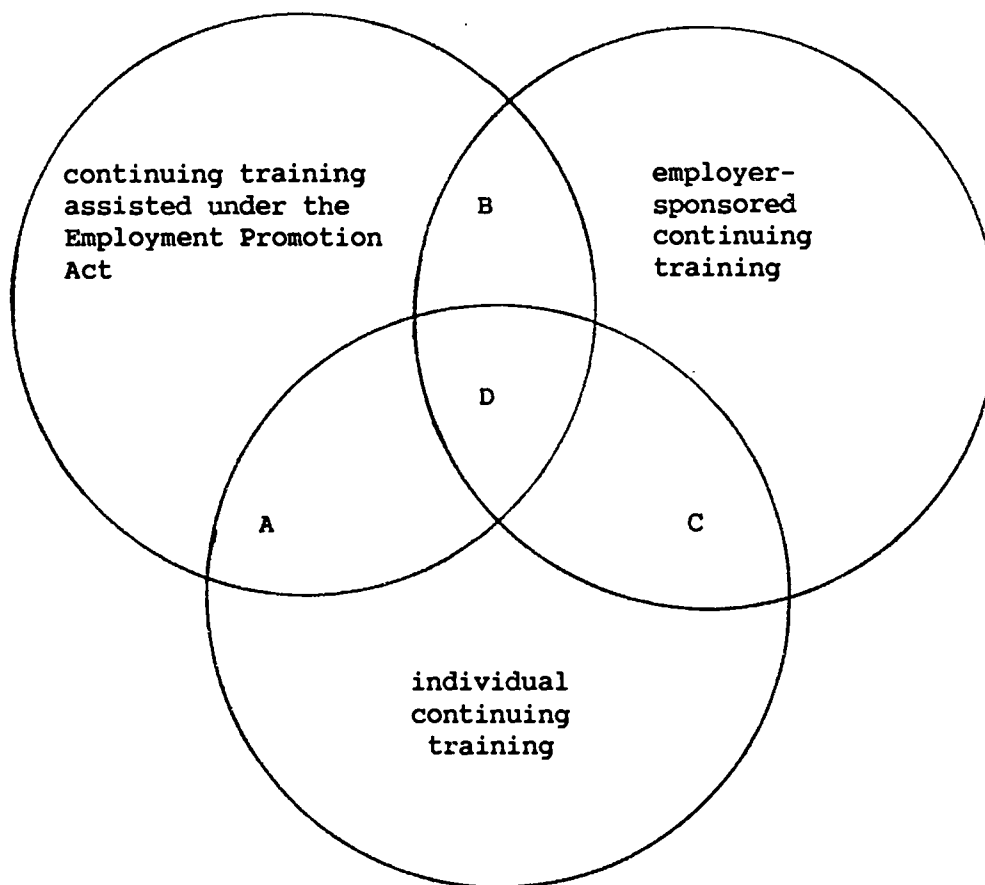 continuing training
assisted under the
Employment Promotion
Act
B
employer-
sponsored
continuing
training
D
A
C
individual
continuing
training